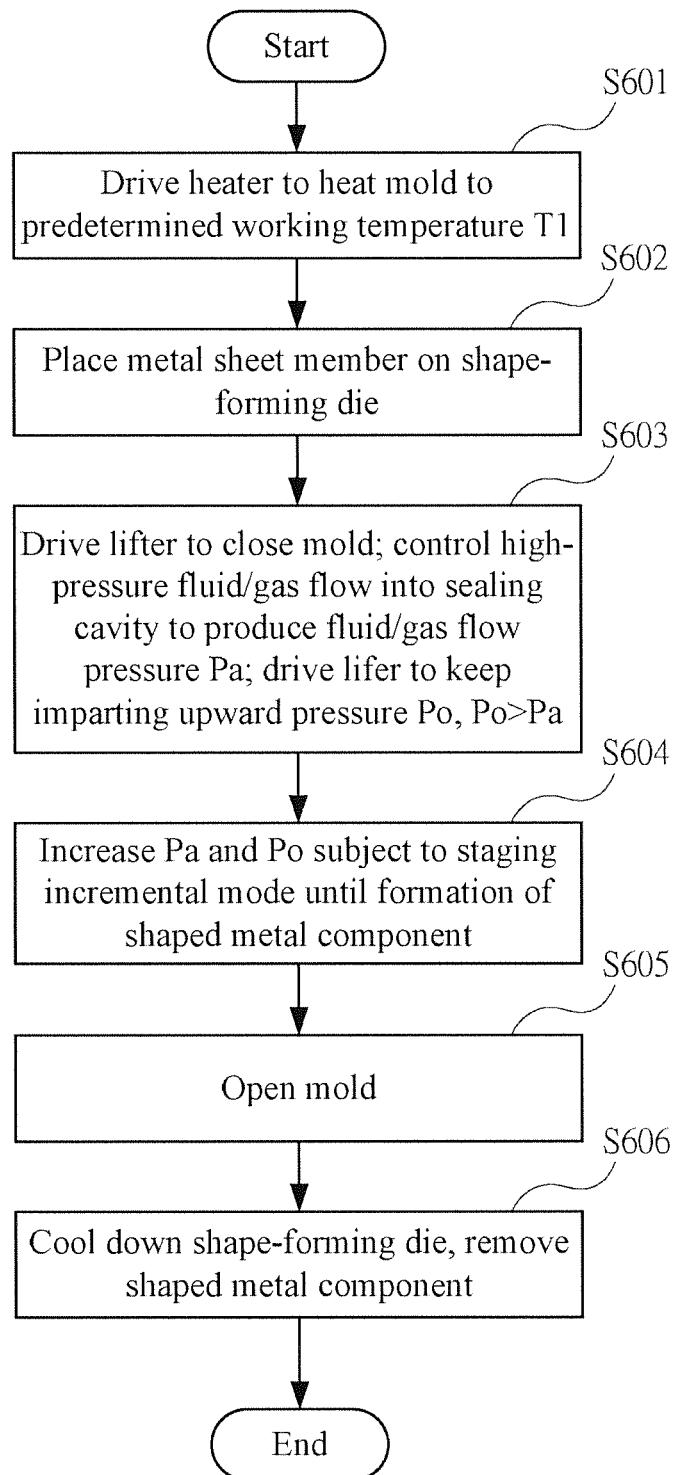 Start
S601
Drive heater to heat mold to
predetermined working temperature T1
S602
Place metal sheet member on shape-
forming die
S603
Drive lifter to close mold; control high-
pressure fluid/gas flow into sealing
cavity to produce fluid/gas flow
pressure Pa; drive lifer to keep
imparting upward pressure Po, Po>Pa
S604
Increase Pa and Po subject to staging
incremental mode until formation of
shaped metal component
S605
Open mold
S606
Cool down shape-forming die, remove
shaped metal component
End